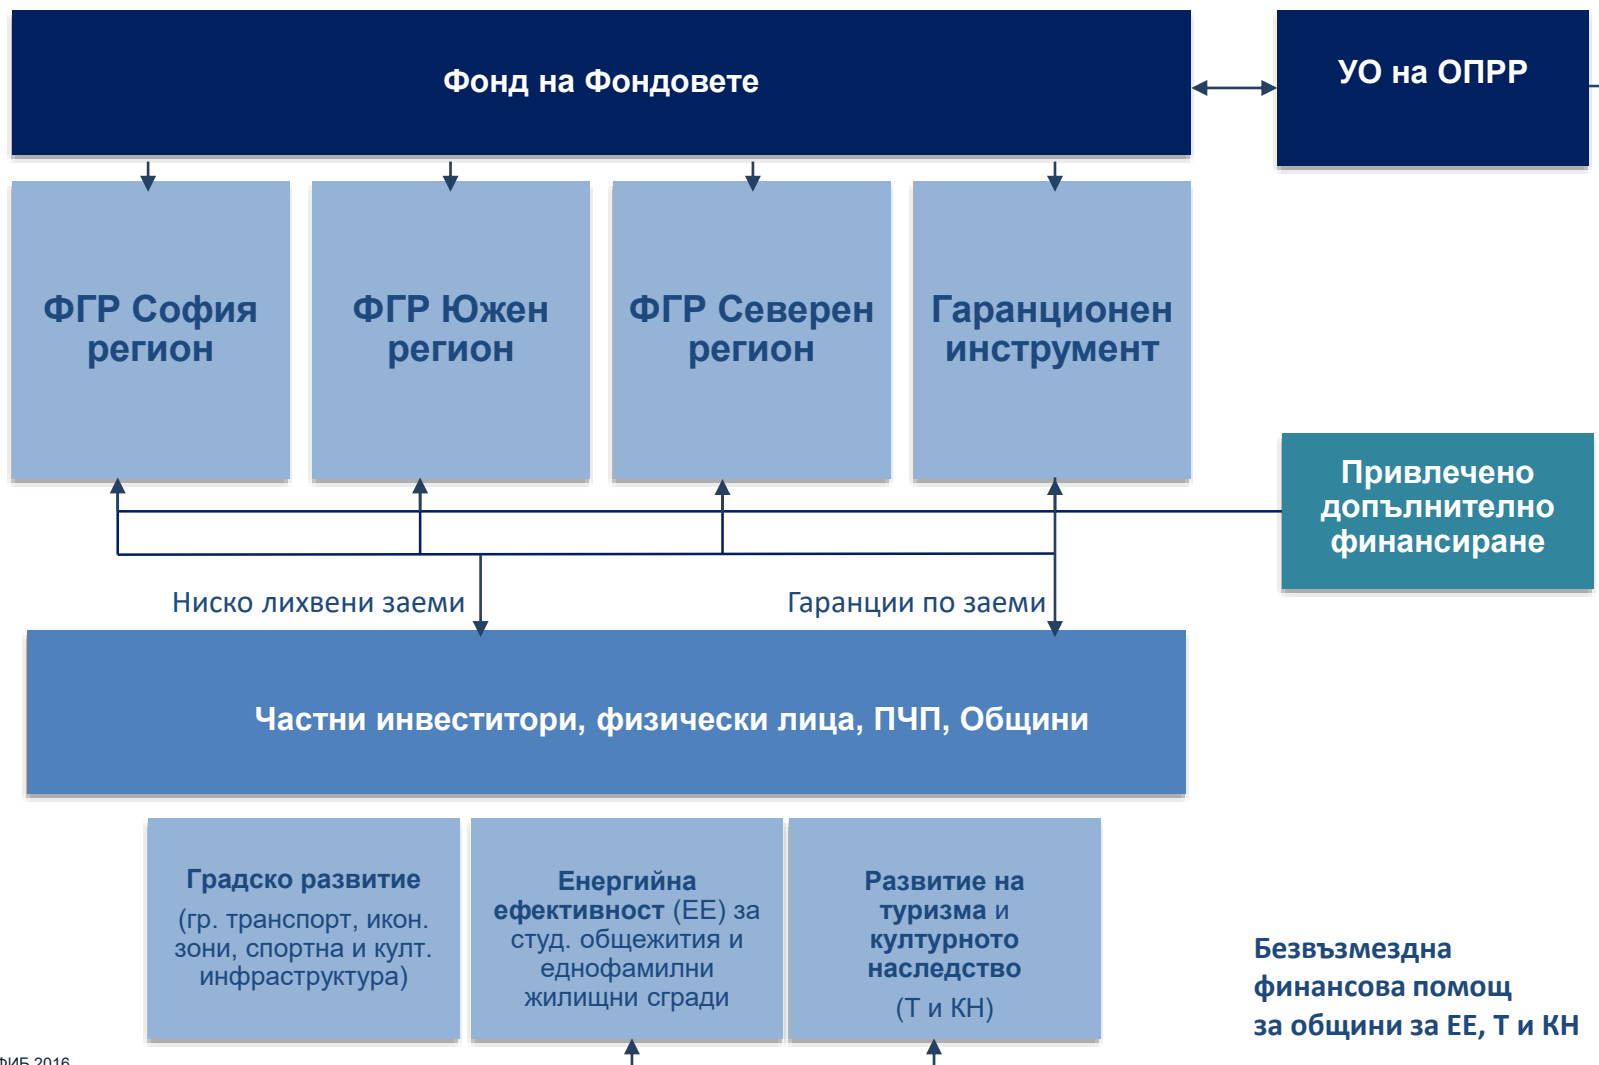 Фонд на Фондовете
УО на ОПРР
ФГР София
регион
ФГР Южен
регион
ФГР Северен
регион
Гаранционен
инструмент
Привлечено
допълнително
финансиране
Ниско лихвени заеми
Гаранции по заеми
Частни инвеститори, физически лица, ПЧП, Общини
Градско развитие
(гр. транспорт, икон.
зони, спортна и култ.
инфраструктура)
Енергийна
ефективност (ЕЕ) за
студ. общежития и
еднофамилни
жилищни сгради
Развитие на
туризма и
културното
наследство
(Т и КН)
Безвъзмездна
финансова помощ
за общини за ЕЕ, Т и КН